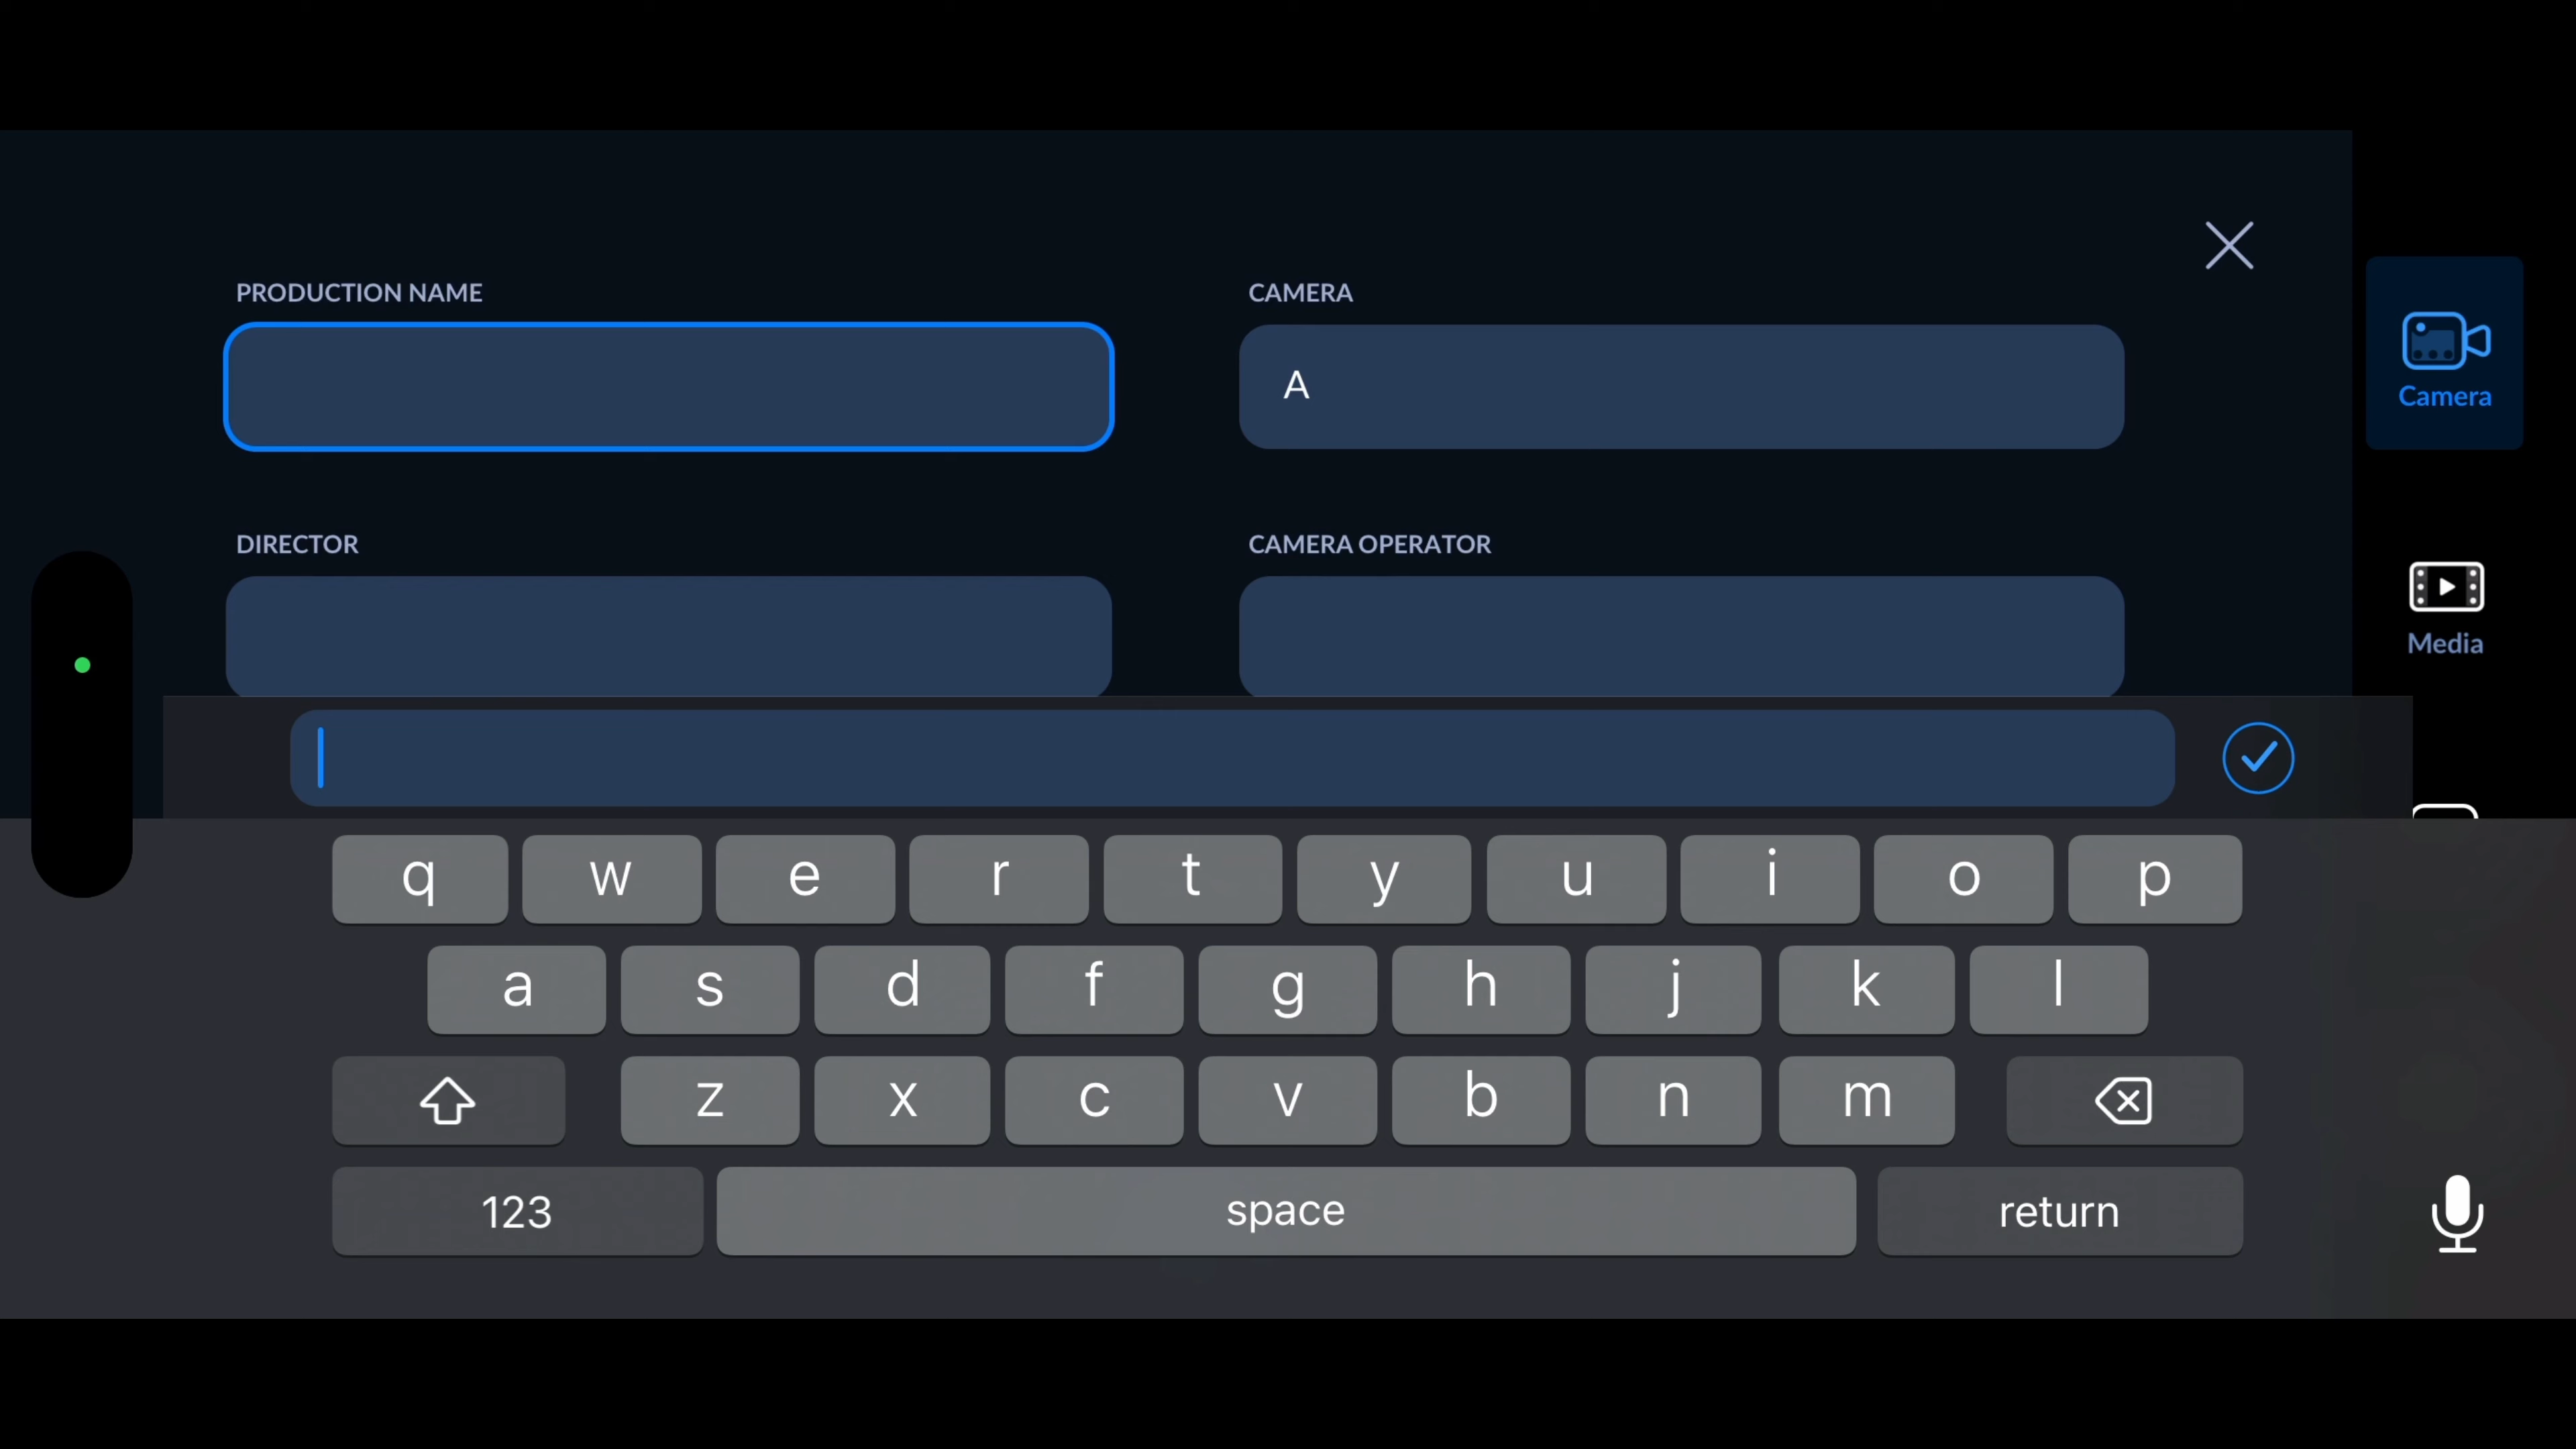 PRODUCTION NAME
CAMERA
A
Camera
DIRECTOR
CAMERA OPERATOR
Media
q w e r t y u i o p
a s d f g h j k l
z x c v b n m
123 space return